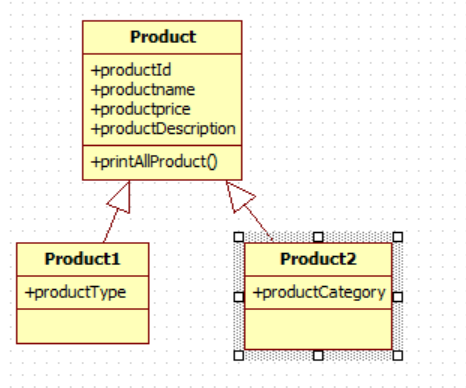 Product
+productId
+productname
+productprice
+productDescription
+printAllProduct()
Product1
+productType
Product2
+productCategory